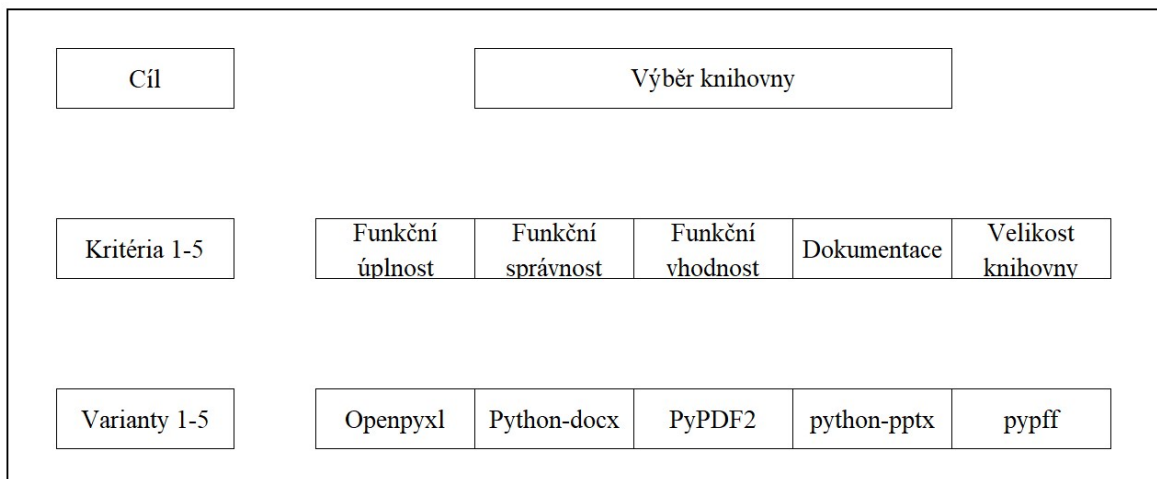 Cíl
Výběr knihovny
Kritéria 1-5
Funkční úplnost
Funkční správnost
Funkční vhodnost
Dokumentace
Velikost knihovny
Varianty 1-5
Openpyxl
Python-docx
PyPDF2
python-pptx
pypff